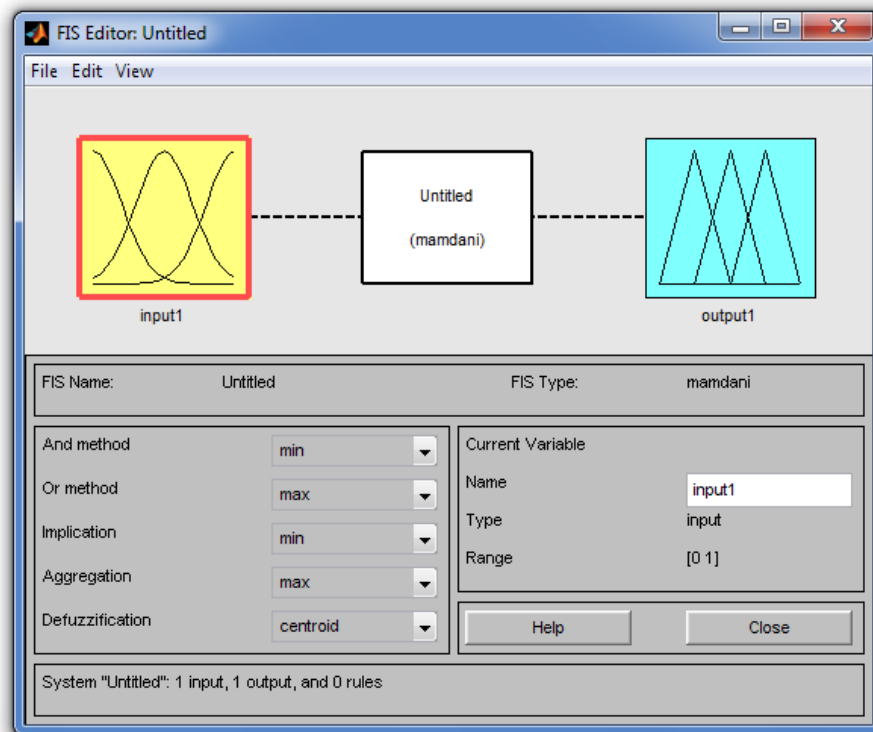 FIS Editor: Untitled
File Edit View
Untitled
(mamdani)
input1
output1
FIS Name: Untitled FIS Type: mamdani
And method min
Or method max
Implication min
Aggregation max
Defuzzification centroid
Current Variable
Name input1
Type input
Range [0 1]
Help Close
System "Untitled": 1 input, 1 output, and 0 rules